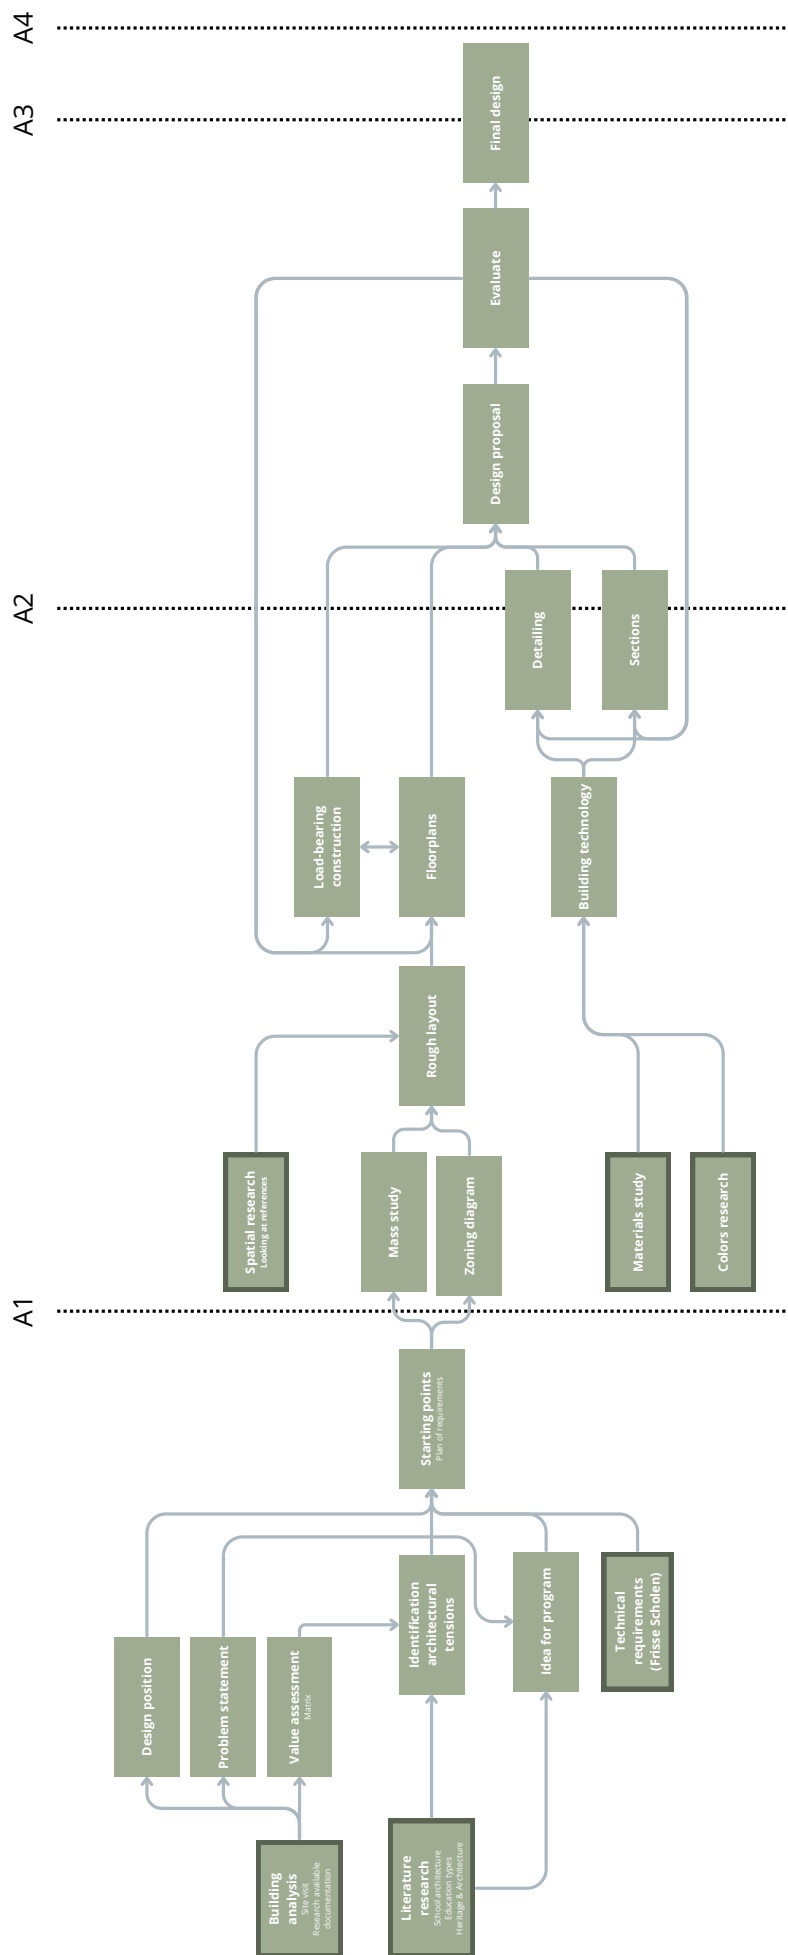 Building
analysis
Site visit
Research available
documentation
Literature
research
School architecture
Education types
Heritage & Architecture
Design position
Problem statement
Value assessment
Matrix
Identification
architectural
tensions
Idea for program
Technical
requirements
(Frisse Scholen)
Starting points
Plan of requirements
A1
Spatial research
Looking at references
Mass study
Zoning diagram
Materials study
Colors research
Rough layout
Load-bearing
construction
Floorplans
Building technology
A2
Detailing
Sections
Design proposal
Evaluate
Final design
A3
A4